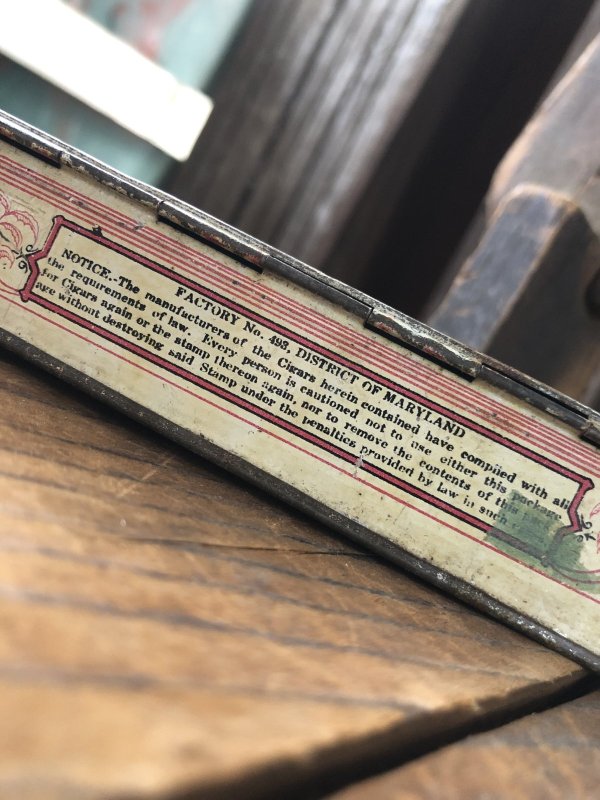 FACTORY No. 493, DISTRICT OF MARYLAND
NOTICE.-The manufacturers of the Cigars herein contained have complied with all
the requirements of law. Every person is cautioned not to use either this package
for Cigars again or the stamp thereon again, nor to remove the contents of this
age without destroying said Stamp under the penalties provided by law in such